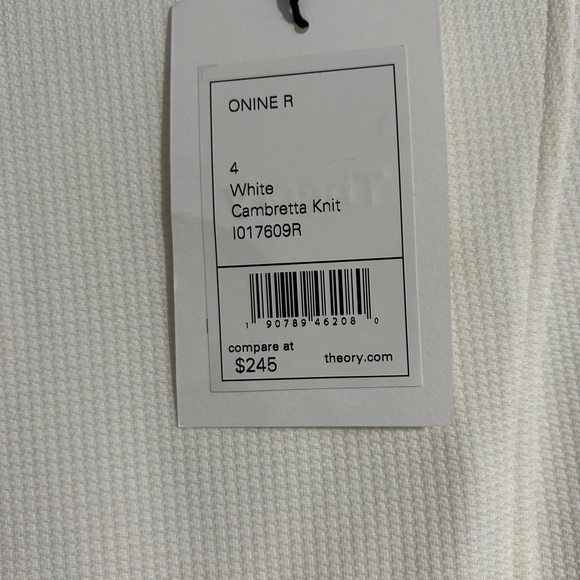 ONINE R
4
White
Cambretta Knit
I017609R
1 90789 46208 0
compare at
$245
theory.com